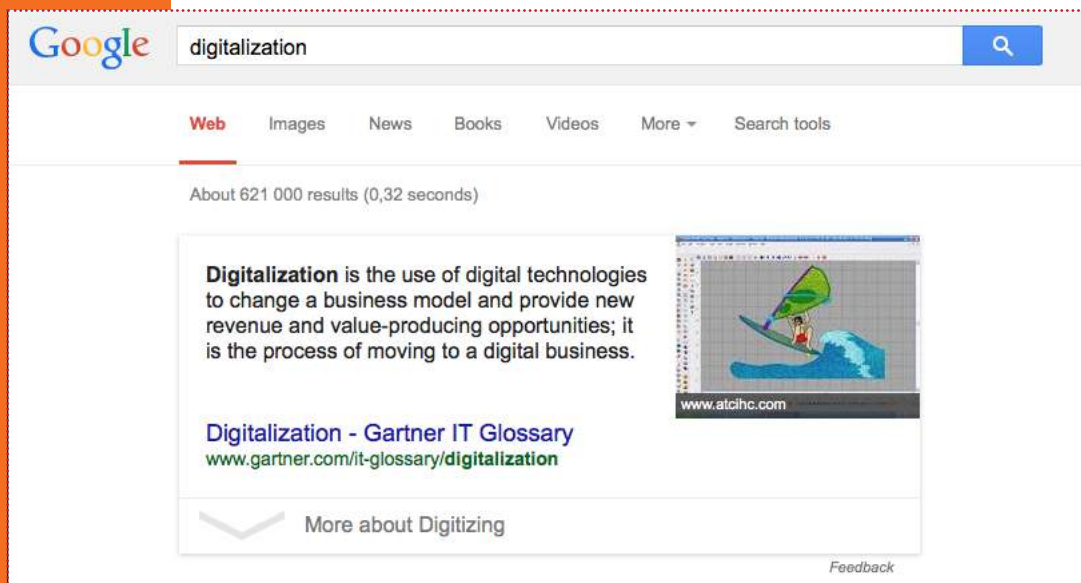 Google digitalization
Web Images News Books Videos More Search tools
About 621 000 results (0,32 seconds)
Digitalization is the use of digital technologies
to change a business model and provide new
revenue and value-producing opportunities; it
is the process of moving to a digital business.
www.atcihc.com
Digitalization - Gartner IT Glossary
www.gartner.com/it-glossary/digitalization
More about Digitizing
Feedback